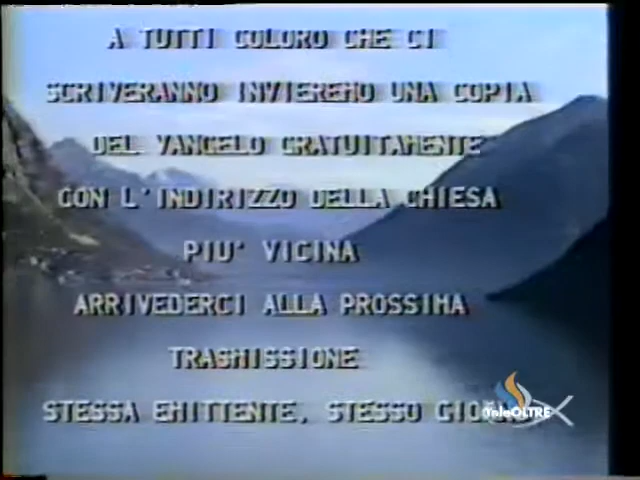 A TUTTI COLORO CHE CI
SCRIVERANNO INVIEREMO UNA COPIA
DEL VANGELO GRATUITAMENTE
CON L'INDIRIZZO DELLA CHIESA
PIU' VICINA
ARRIVEDERCI ALLA PROSSIMA
TRASMISSIONE
STESSA EMITTENTE, STESSO GIORNO
TeleOLTRE